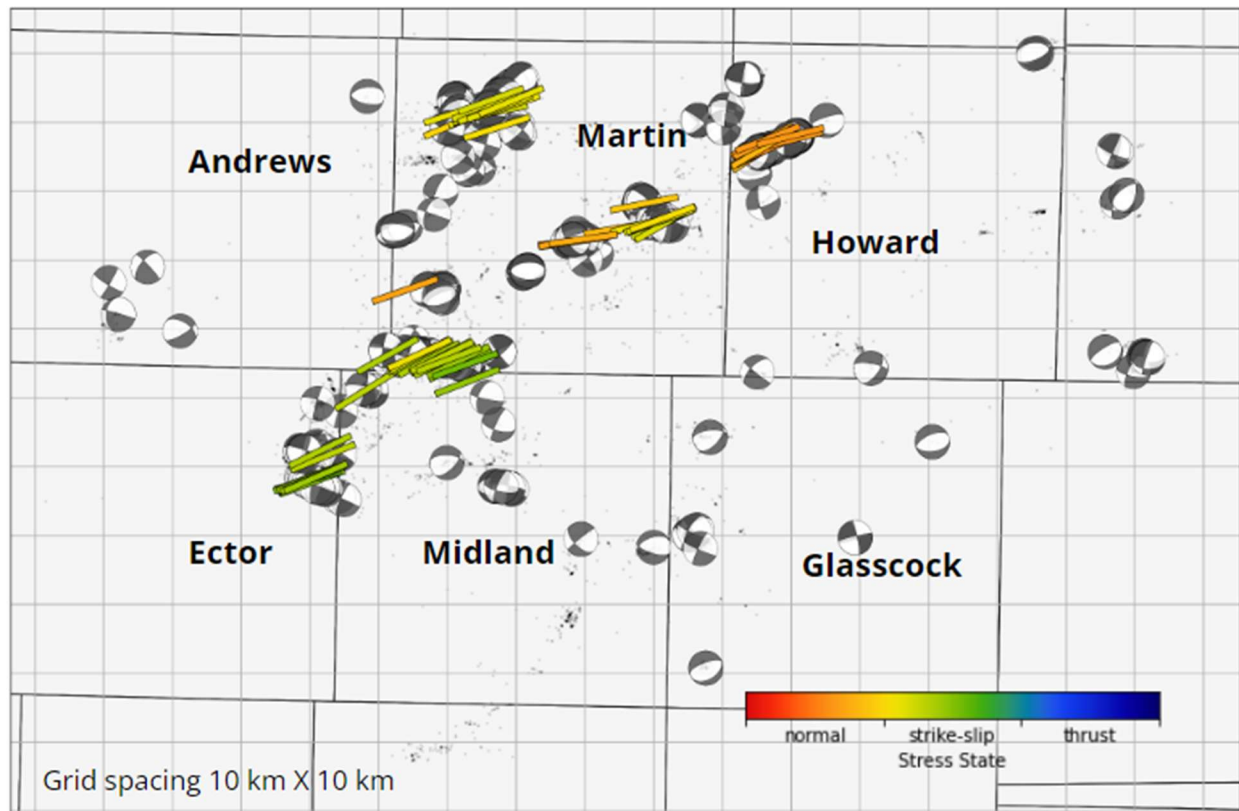 Martin
Andrews
Howard
Ector
Midland
Glasscock
normal
strike-slip
thrust
Stress State
Grid spacing 10 km X 10 km